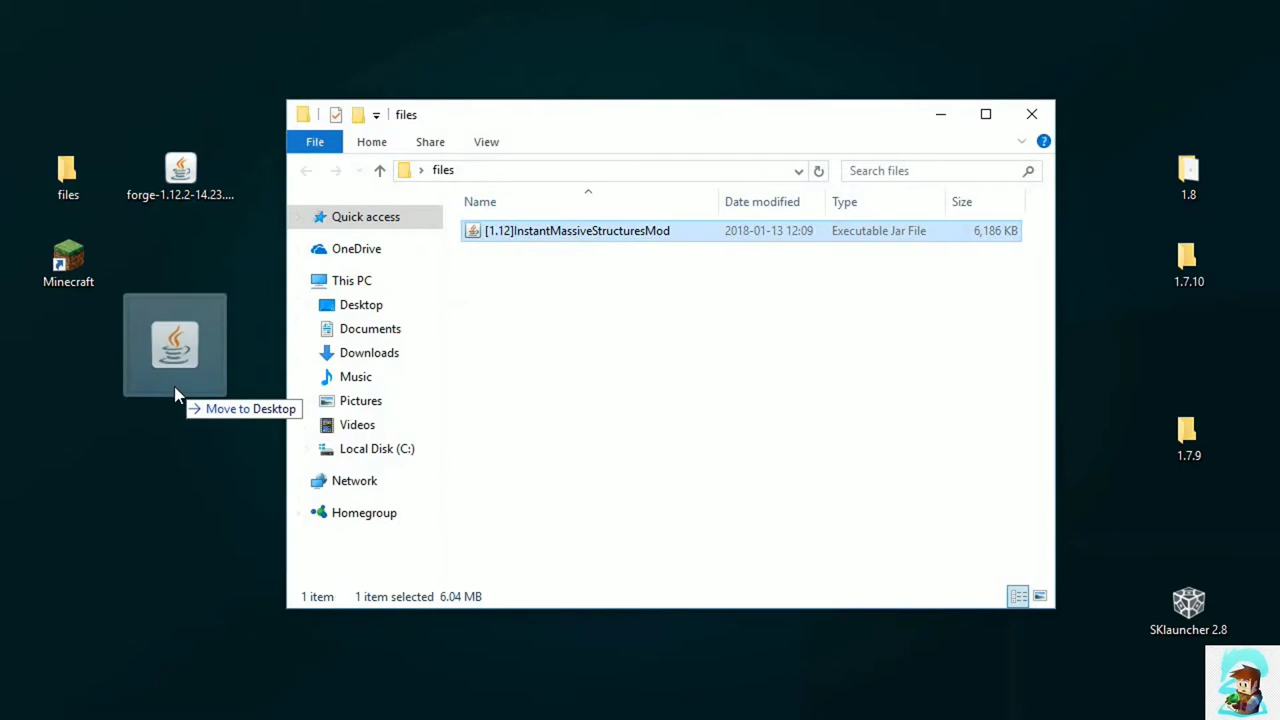 files
File
Home
Share
View
files
Search files
Name
Date modified
Type
Size
[1.12]InstantMassiveStructuresMod
2018-01-13 12:09
Executable Jar File
6,186 KB
Quick access
OneDrive
This PC
Desktop
Documents
Downloads
Music
Pictures
Videos
Local Disk (C:)
Network
Homegroup
1 item
1 item selected 6.04 MB
files
forge-1.12.2-14.23....
Minecraft
Move to Desktop
1.8
1.7.10
1.7.9
SKlauncher 2.8